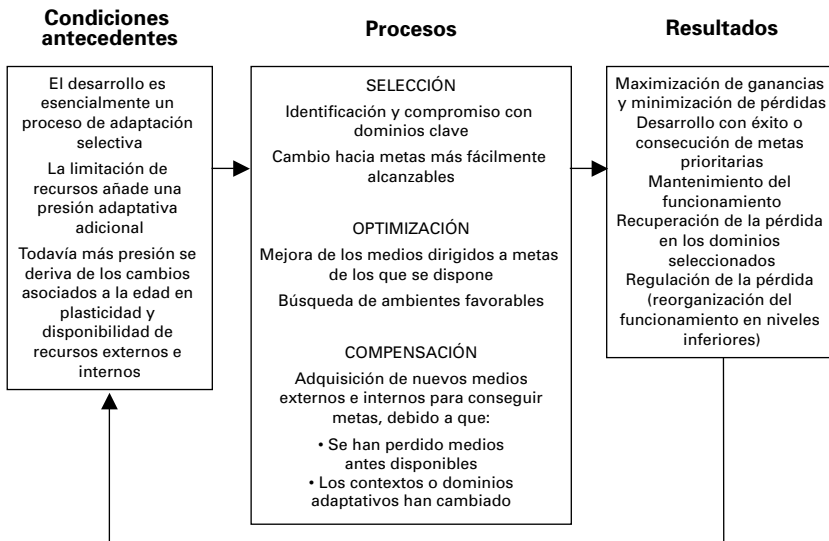 Condiciones
antecedentes
El desarrollo es
esencialmente un
proceso de adaptación
selectiva
La limitación de
recursos añade una
presión adaptativa
adicional
Todavía más presión se
deriva de los cambios
asociados a la edad en
plasticidad y
disponibilidad de
recursos externos e
internos
Procesos
SELECCIÓN
Identificación y compromiso con
dominios clave
Cambio hacia metas más fácilmente
alcanzables
OPTIMIZACIÓN
Mejora de los medios dirigidos a metas
de los que se dispone
Búsqueda de ambientes favorables
COMPENSACIÓN
Adquisición de nuevos medios
externos e internos para conseguir
metas, debido a que:
• Se han perdido medios
antes disponibles
• Los contextos o dominios
adaptativos han cambiado
Resultados
Maximización de ganancias
y minimización de pérdidas
Desarrollo con éxito o
consecución de metas
prioritarias
Mantenimiento del
funcionamiento
Recuperación de la pérdida
en los dominios
seleccionados
Regulación de la pérdida
(reorganización del
funcionamiento en niveles
inferiores)